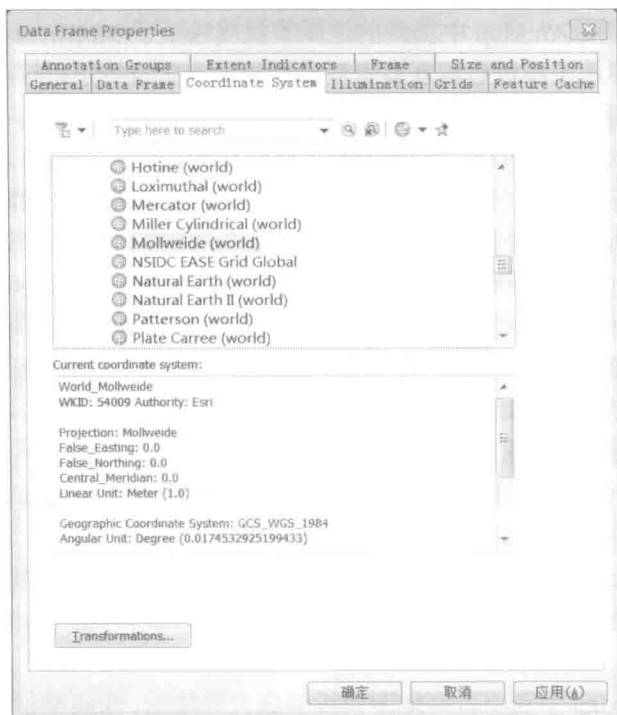 Data Frame Properties
Annotation Groups Extent Indicators Frame Size and Position
General Data Frame Coordinate System Illumination Grids Feature Cache
Type here to search
Hotine (world)
Loximuthal (world)
Mercator (world)
Miller Cylindrical (world)
Mollweide (world)
NSIDC EASE Grid Global
Natural Earth (world)
Natural Earth II (world)
Patterson (world)
Plate Carree (world)
Current coordinate system:
World_Mollweide
WKID: 54009 Authority: Esri
Projection: Mollweide
False_Easting: 0.0
False_Northing: 0.0
Central_Meridian: 0.0
Linear Unit: Meter (1.0)
Geographic Coordinate System: GCS_WGS_1984
Angular Unit: Degree (0.0174532925199433)
Transformations...
确定 取消 应用(A)